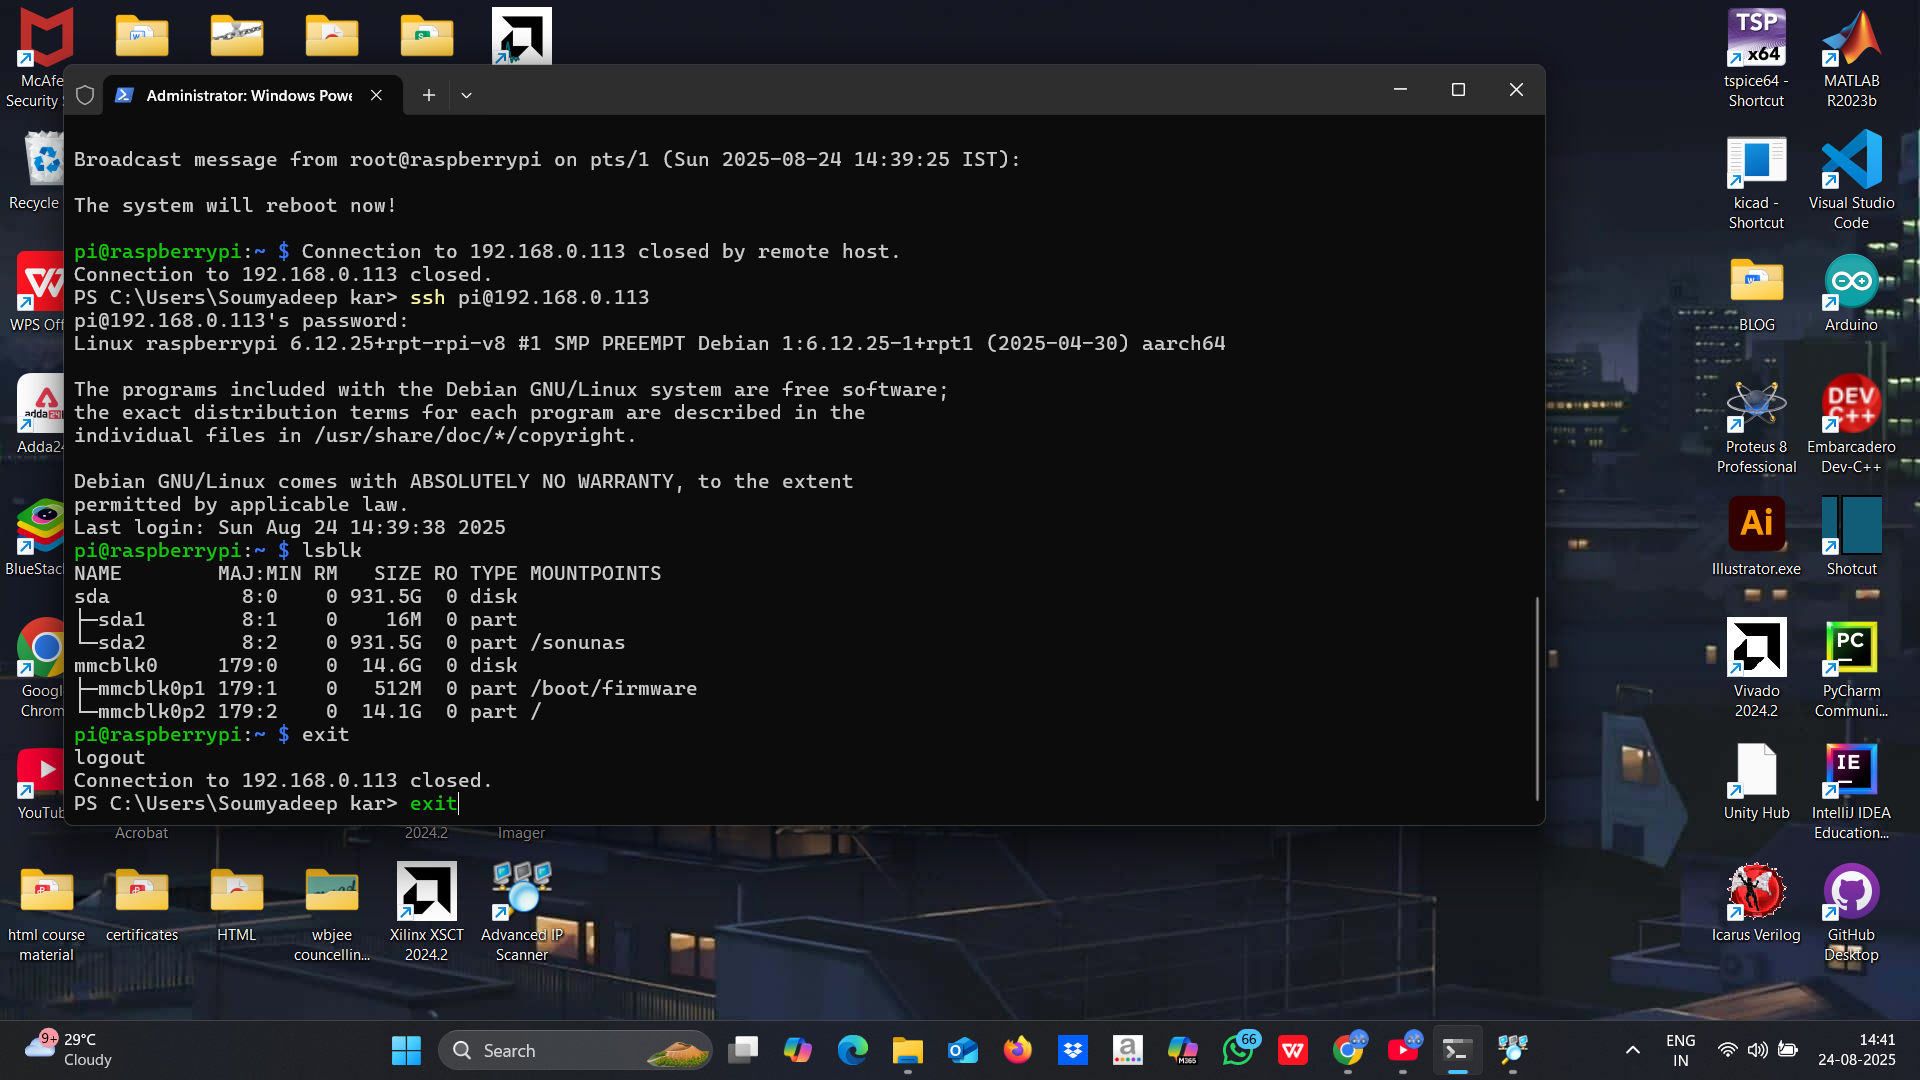 McAfe
Security
TSP
x64
tspice64 -
Shortcut
MATLAB
R2023b
Administrator: Windows Powe
Broadcast message from root@raspberrypi on pts/1 (Sun 2025-08-24 14:39:25 IST):
The system will reboot now!
pi@raspberrypi:~ $ Connection to 192.168.0.113 closed by remote host.
Connection to 192.168.0.113 closed.
PS C:\Users\Soumyadeep kar> ssh pi@192.168.0.113
pi@192.168.0.113's password:
Linux raspberrypi 6.12.25+rpt-rpi-v8 #1 SMP PREEMPT Debian 1:6.12.25-1+rpt1 (2025-04-30) aarch64
The programs included with the Debian GNU/Linux system are free software;
the exact distribution terms for each program are described in the
individual files in /usr/share/doc/*/copyright.
Debian GNU/Linux comes with ABSOLUTELY NO WARRANTY, to the extent
permitted by applicable law.
Last login: Sun Aug 24 14:39:38 2025
pi@raspberrypi:~ $ lsblk
NAME        MAJ:MIN RM   SIZE RO TYPE MOUNTPOINTS
sda           8:0    0 931.5G  0 disk
├─sda1        8:1    0    16M  0 part
└─sda2        8:2    0 931.5G  0 part /sonunas
mmcblk0     179:0    0  14.6G  0 disk
├─mmcblk0p1 179:1    0   512M  0 part /boot/firmware
└─mmcblk0p2 179:2    0  14.1G  0 part /
pi@raspberrypi:~ $ exit
logout
Connection to 192.168.0.113 closed.
PS C:\Users\Soumyadeep kar> exit
Recycle
WPS Off
adda24
Adda24
BlueStac
Googl
Chrom
YouTub
Acrobat
2024.2
Imager
kicad -
Shortcut
Visual Studio
Code
BLOG
Arduino
Proteus 8
Professional
DEV
C++
Embarcadero
Dev-C++
Ai
Illustrator.exe
Shotcut
Vivado
2024.2
PC
PyCharm
Communi...
Unity Hub
IE
IntelliJ IDEA
Education...
html course
material
certificates
HTML
wbjee
councellin...
Xilinx XSCT
2024.2
Advanced IP
Scanner
Icarus Verilog
GitHub
Desktop
9+
29°C
Cloudy
Search
a
M365
66
ENG
IN
14:41
24-08-2025